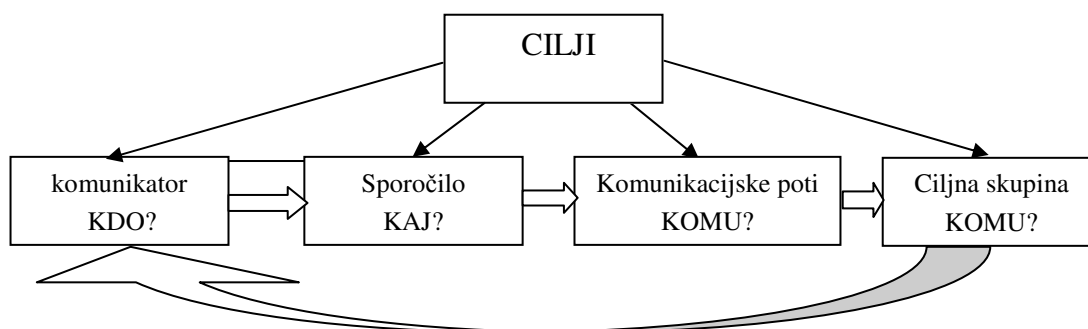 CILJI
komunikator
KDO?
Sporočilo
KAJ?
Komunikacijske poti
KOMU?
Ciljna skupina
KOMU?